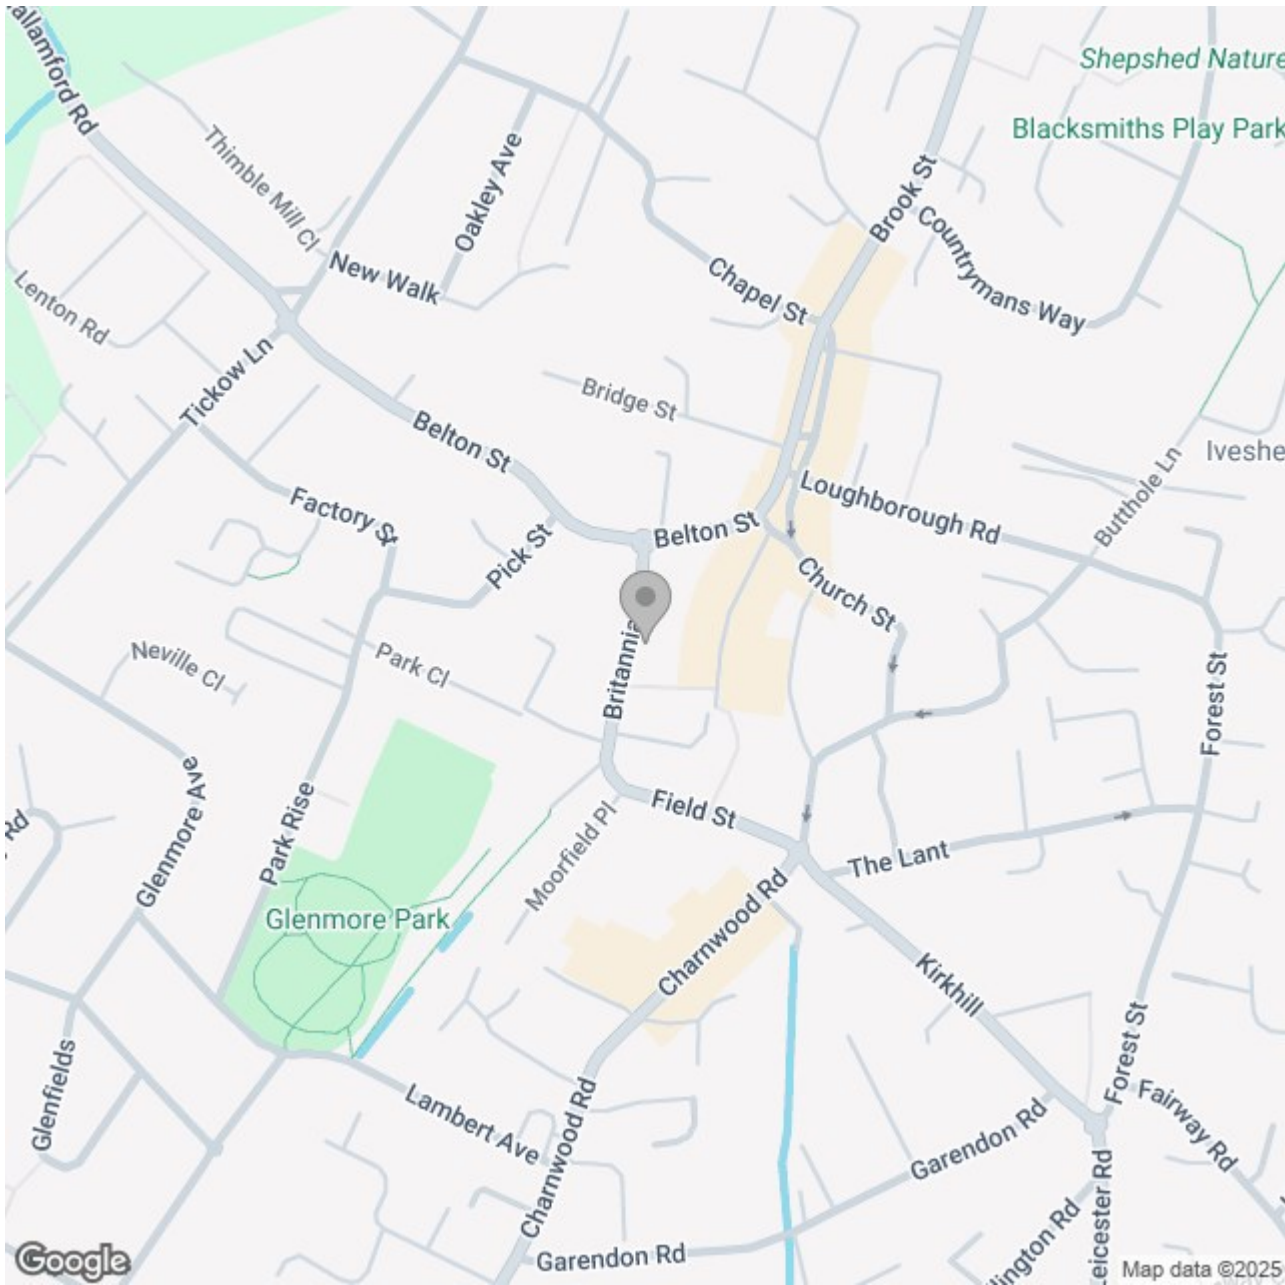 allamford Rd
Shepshed Nature
Blacksmiths Play Park
Thimble Mill Cl
Oakley Ave
Brook St
Countrymans Way
New Walk
Chapel St
Lenton Rd
Tickow Ln
Bridge St
Belton St
Iveshe
Butthole Ln
Loughborough Rd
Factory St
Pick St
Belton St
Church St
Neville Cl
Park Cl
Britannia
Forest St
Glenmore Ave
Park Rise
Field St
Moorfield Pl
The Lant
Rd
Glenmore Park
Charnwood Rd
Kirkhill
Glenfields
Forest St
Lambert Ave
Charnwood Rd
Garendon Rd
Fairway Rd
Garendon Rd
llington Rd
eicester Rd
Google
Map data ©2025